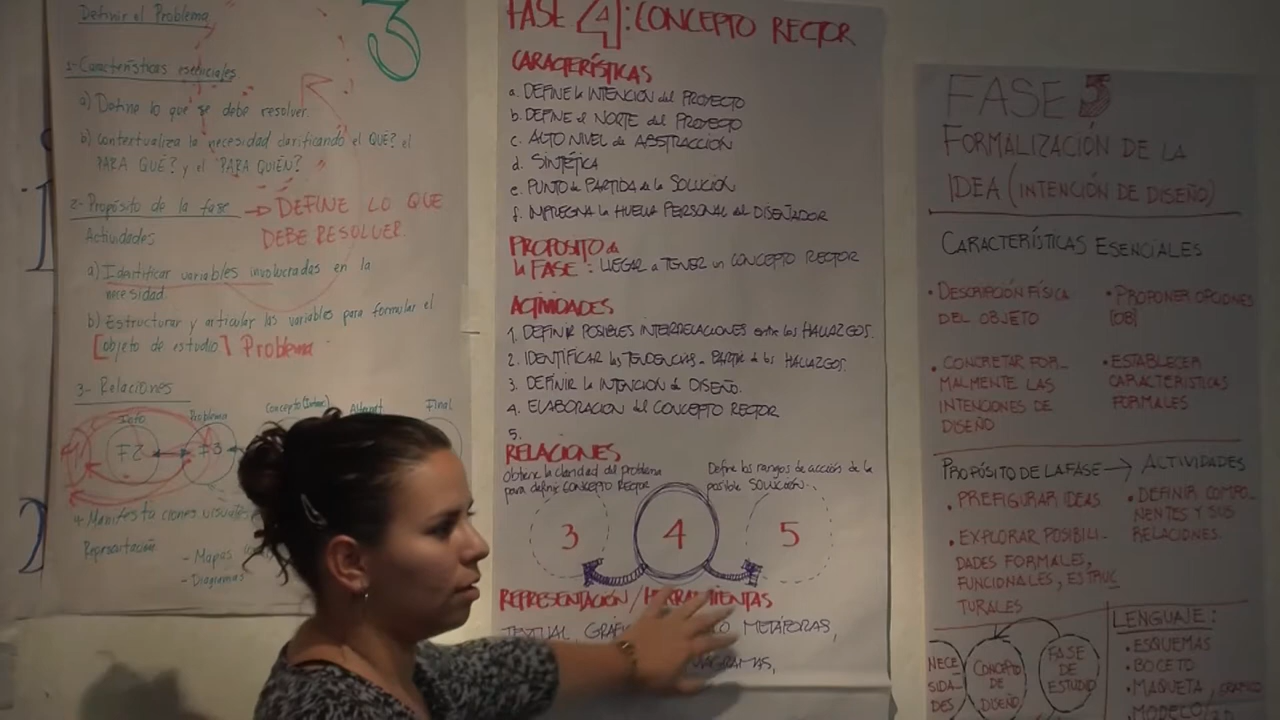 Definir el Problema
3
1- Características esenciales
a) Define lo que se debe resolver.
b) contextualiza la necesidad clarificando el QUÉ? el
PARA QUÉ? y el PARA QUIÉN?
2- Propósito de la fase → DEFINE LO QUE
DEBE RESOLVER.
Actividades
a) Identificar variables involucradas en la
necesidad.
b) Estructurar y articular las variables para formular el
[objeto de estudio] Problema
3- Relaciones
Problema
Final
F2
F3
4- Manifestaciones visuales
Representación
- Mapas
- Diagramas
FASE 4: CONCEPTO RECTOR
CARACTERÍSTICAS
a. DEFINE la INTENCIÓN del PROYECTO
b. DEFINE el NORTE del PROYECTO
c. ALTO NIVEL de ABSTRACCIÓN
d. SINTÉTICA
e. PUNTO de PARTIDA de la SOLUCIÓN
f. IMPREGNA la HUELLA PERSONAL del DISEÑADOR
PROPOSITO de
la FASE : LLEGAR a TENER un CONCEPTO RECTOR
ACTIVIDADES
1. DEFINIR POSIBLES INTERRELACIONES entre los HALLAZGOS.
2. IDENTIFICAR las TENDENCIAS a PARTIR de los HALLAZGOS.
3. DEFINIR la INTENCIÓN de DISEÑO.
4. ELABORACION del CONCEPTO RECTOR
5.
RELACIONES
Obtiene la claridad del problema
para definir CONCEPTO RECTOR
Define los rangos de acción de la
posible SOLUCIÓN...
3
4
5
REPRESENTACIÓN / HERRAMIENTAS
TEXTUAL, METÁFORAS,
FASE 5
FORMALIZACIÓN DE LA
IDEA (INTENCIÓN DE DISEÑO)
CARACTERÍSTICAS ESENCIALES
• DESCRIPCIÓN FÍSICA
DEL OBJETO
• PROPONER OPCIONES
[OB]
• CONCRETAR FOR-
MALMENTE LAS
INTENCIONES DE
DISEÑO
• ESTABLECER
CARACTERISTICAS
FORMALES
PROPÓSITO DE LA FASE → ACTIVIDADES
• PREFIGURAR IDEAS
• EXPLORAR POSIBILI-
DADES FORMALES,
FUNCIONALES, ESTRUC
TURALES
• DEFINIR COMPO-
NENTES Y SUS
RELACIONES.
NECE
SIDA-
DES
CONCEPTO
DE
DISEÑO
FASE
DE
ESTUDIO
LENGUAJE:
• ESQUEMAS
• BOCETO
• MAQUETA
• MODELO